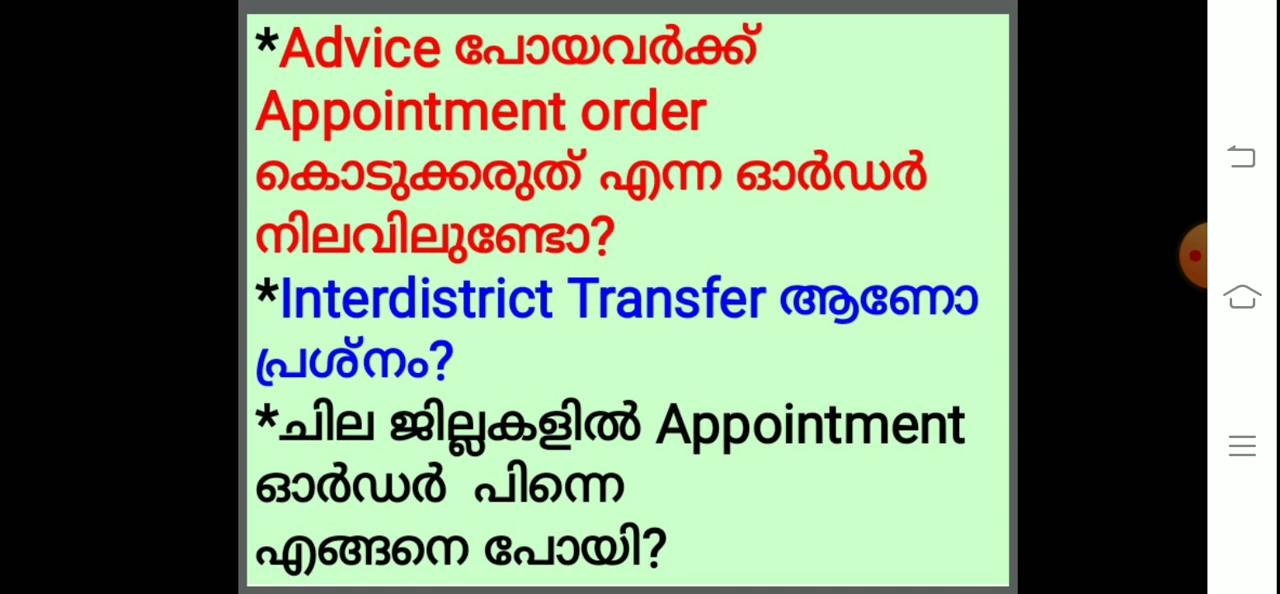 *Advice പോയവർക്ക്
Appointment order
കൊടുക്കരുത് എന്ന ഓർഡർ
നിലവിലുണ്ടോ?
*Interdistrict Transfer ആണോ
പ്രശ്നം?
*ചില ജില്ലകളിൽ Appointment
ഓർഡർ പിന്നെ
എങ്ങനെ പോയി?